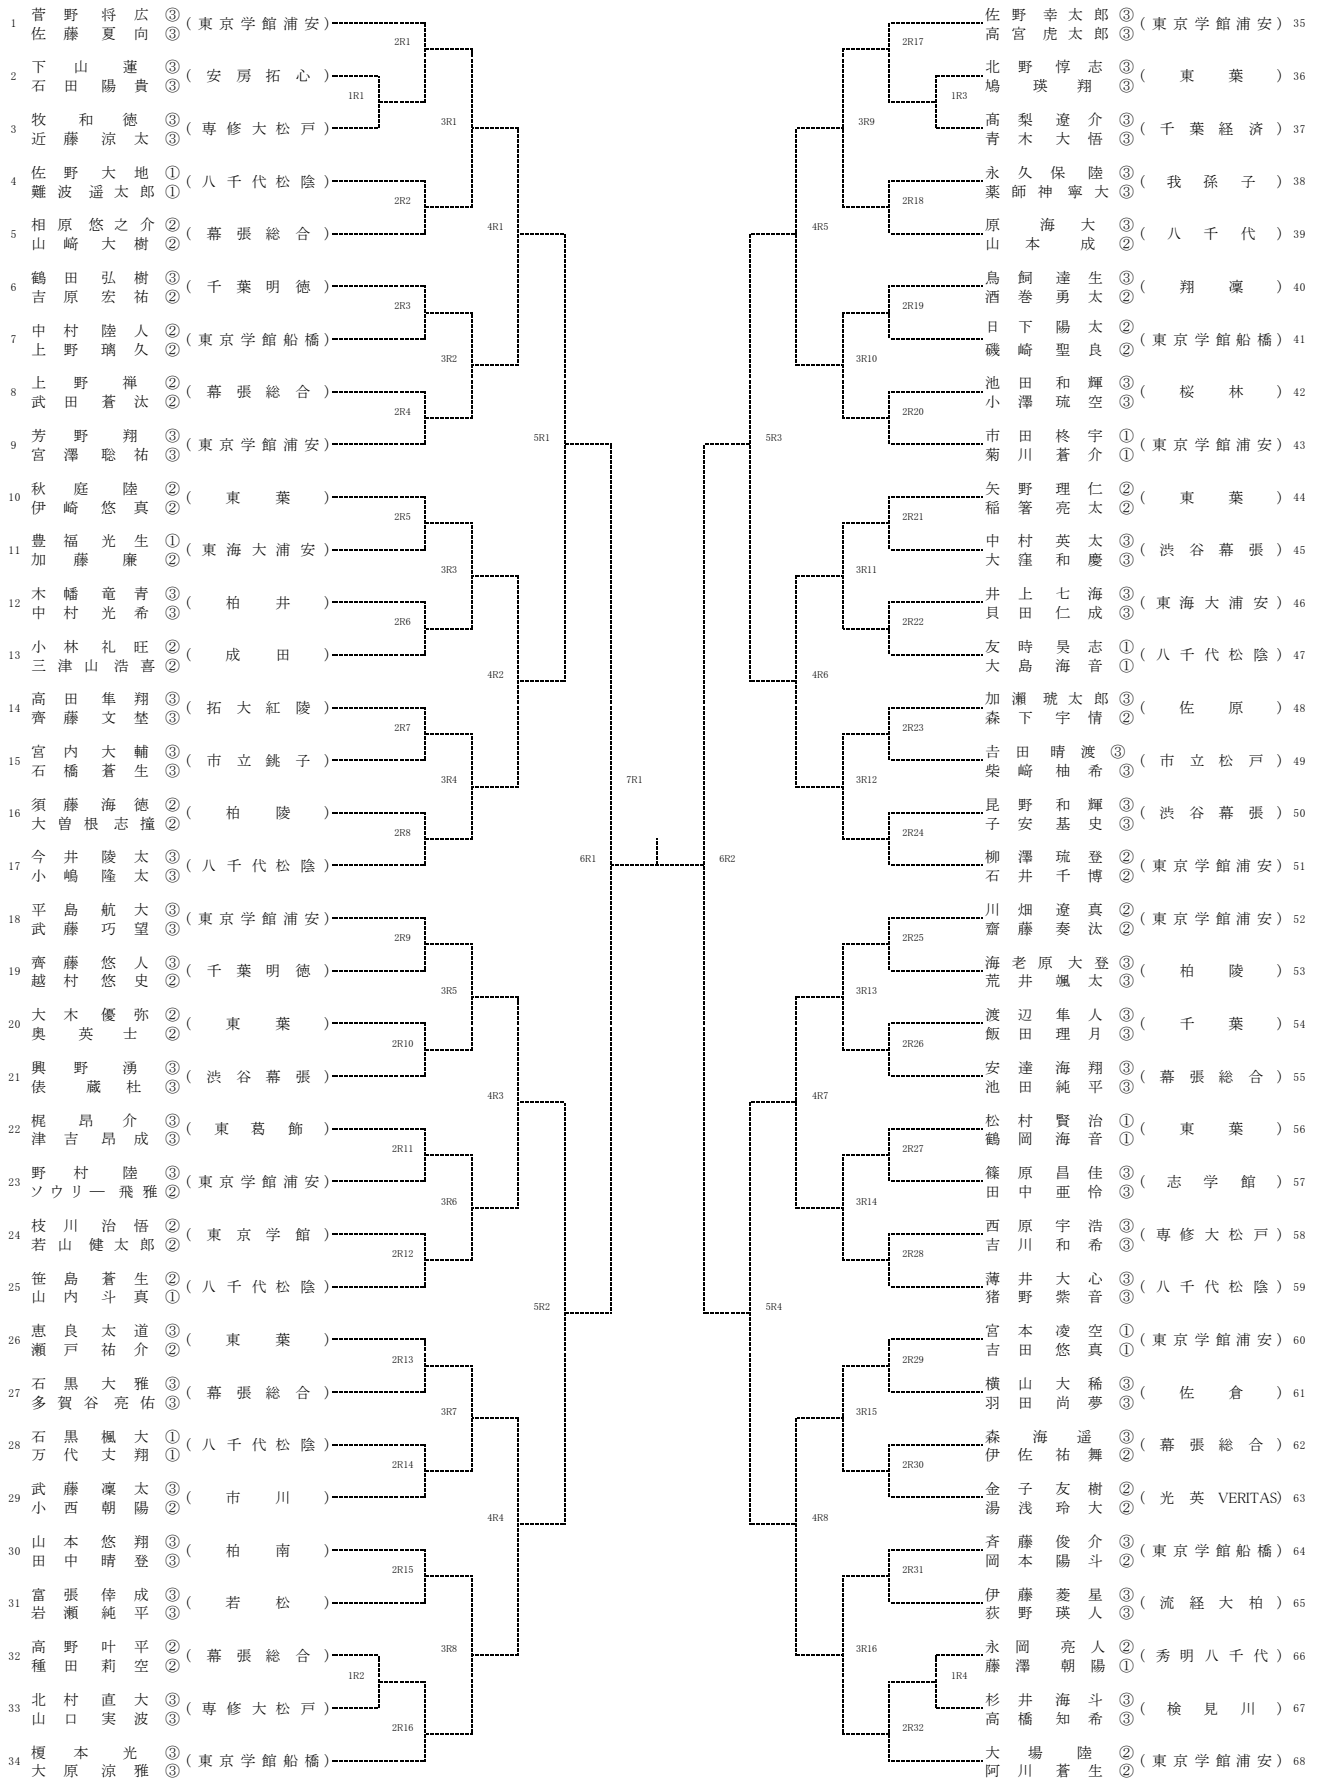 1 菅野将広 ③ (東京学館浦安)
佐藤夏向 ③
2 下山蓮 ③ (安房拓心)
石田陽貴 ③
3 牧和徳 ③ (専修大松戸)
近藤涼太 ③
4 佐野大地 ① (八千代松陰)
難波遥太郎 ①
5 相原悠之介 ② (幕張総合)
山﨑大樹 ②
6 鶴田弘樹 ③ (千葉明徳)
吉原宏祐 ②
7 中村陸人 ② (東京学館船橋)
上野璃久 ②
8 上野禅 ② (幕張総合)
武田蒼汰 ②
9 芳野翔 ③ (東京学館浦安)
宮澤聡祐 ③
10 秋庭陸 ② (東葉)
伊崎悠真 ②
11 豊福光生 ① (東海大浦安)
加藤廉 ②
12 木幡竜青 ③ (柏井)
中村光希 ③
13 小林礼旺 ② (成田)
三津山浩喜 ②
14 高田隼翔 ③ (拓大紅陵)
齊藤文埜 ③
15 宮内大輔 ③ (市立銚子)
石橋蒼生 ③
16 須藤海徳 ② (柏陵)
大曽根志撞 ②
17 今井陵太 ③ (八千代松陰)
小嶋隆太 ③
18 平島航大 ③ (東京学館浦安)
武藤巧望 ③
19 齊藤悠人 ③ (千葉明徳)
越村悠史 ②
20 大木優弥 ② (東葉)
奥英士 ②
21 興野湧 ③ (渋谷幕張)
俵蔵杜 ③
22 梶昂介 ③ (東葛飾)
津吉昂成 ③
23 野村陸 ③ (東京学館浦安)
ソウリー飛雅 ②
24 枝川治悟 ② (東京学館)
若山健太郎 ②
25 笹島蒼生 ② (八千代松陰)
山内斗真 ①
26 恵良太道 ③ (東葉)
瀬戸祐介 ②
27 石黒大雅 ③ (幕張総合)
多賀谷亮佑 ③
28 石黒楓大 ① (八千代松陰)
万代丈翔 ①
29 武藤凜太 ③ (市川)
小西朝陽 ②
30 山本悠翔 ③ (柏南)
田中晴登 ③
31 富張倖成 ③ (若松)
岩瀬純平 ③
32 高野叶平 ② (幕張総合)
種田莉空 ②
33 北村直大 ③ (専修大松戸)
山口実波 ③
34 榎本光 ③ (東京学館船橋)
大原涼雅 ③
1R1
1R2
2R1
2R2
2R3
2R4
2R5
2R6
2R7
2R8
2R9
2R10
2R11
2R12
2R13
2R14
2R15
2R16
3R1
3R2
3R3
3R4
3R5
3R6
3R7
3R8
4R1
4R2
4R3
4R4
5R1
5R2
6R1
7R1
6R2
5R3
5R4
4R5
4R6
4R7
4R8
3R9
3R10
3R11
3R12
3R13
3R14
3R15
3R16
2R17
2R18
2R19
2R20
2R21
2R22
2R23
2R24
2R25
2R26
2R27
2R28
2R29
2R30
2R31
2R32
1R3
1R4
佐野幸太郎 ③ (東京学館浦安) 35
高宮虎太郎 ③
北野惇志 ③ (東葉) 36
鳩瑛翔 ③
髙梨遼介 ③ (千葉経済) 37
青木大悟 ③
永久保陸 ③ (我孫子) 38
薬師神寧大 ③
原海大 ③ (八千代) 39
山本成 ②
鳥飼達生 ③ (翔凜) 40
酒巻勇太 ②
日下陽太 ② (東京学館船橋) 41
磯崎聖良 ②
池田和輝 ③ (桜林) 42
小澤琉空 ③
市田柊宇 ① (東京学館浦安) 43
菊川蒼介 ①
矢野理仁 ② (東葉) 44
稲箸亮太 ②
中村英太 ③ (渋谷幕張) 45
大窪和慶 ③
井上七海 ③ (東海大浦安) 46
貝田仁成 ③
友時昊志 ① (八千代松陰) 47
大島海音 ①
加瀬琥太郎 ③ (佐原) 48
森下宇情 ②
𠮷田晴渡 ③ (市立松戸) 49
柴﨑柚希 ③
昆野和輝 ③ (渋谷幕張) 50
子安基史 ③
柳澤琉登 ② (東京学館浦安) 51
石井千博 ②
川畑遼真 ② (東京学館浦安) 52
齋藤奏汰 ②
海老原大登 ③ (柏陵) 53
荒井颯太 ③
渡辺隼人 ③ (千葉) 54
飯田理月 ③
安達海翔 ③ (幕張総合) 55
池田純平 ③
松村賢治 ① (東葉) 56
鶴岡海音 ①
篠原昌佳 ③ (志学館) 57
田中亜怜 ③
西原宇浩 ③ (専修大松戸) 58
吉川和希 ③
薄井大心 ③ (八千代松陰) 59
猪野紫音 ③
宮本凌空 ① (東京学館浦安) 60
吉田悠真 ①
横山大稀 ③ (佐倉) 61
羽田尚夢 ③
森海遥 ③ (幕張総合) 62
伊佐祐舞 ②
金子友樹 ② (光英VERITAS) 63
湯浅玲大 ②
斉藤俊介 ③ (東京学館船橋) 64
岡本陽斗 ②
伊藤菱星 ③ (流経大柏) 65
荻野瑛人 ③
永岡亮人 ② (秀明八千代) 66
藤澤朝陽 ①
杉井海斗 ③ (検見川) 67
高橋知希 ③
大場陸 ② (東京学館浦安) 68
阿川蒼生 ②